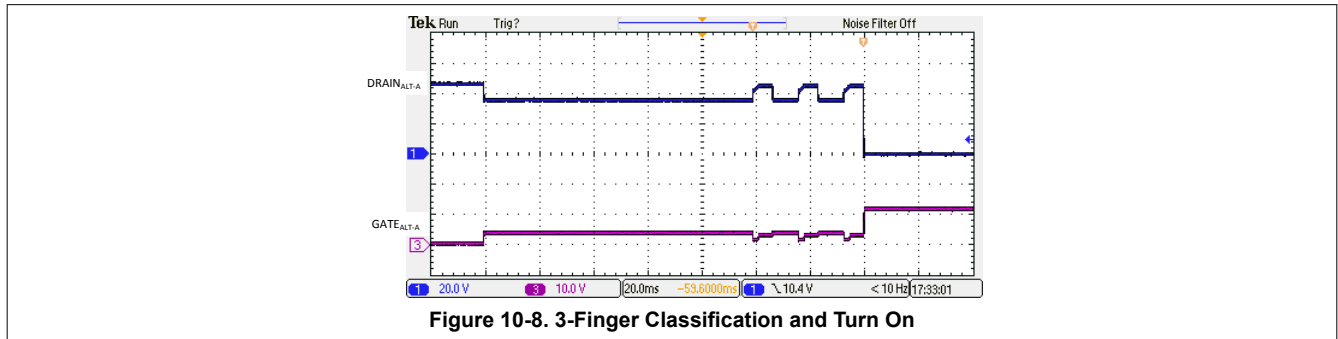 Tek Run Trig? Noise Filter Off
DRAINALT-A
1
GATEALT-A
3
1 20.0 V 3 10.0 V 20.0ms -59.6000ms 1 10.4 V < 10 Hz 17:33:01
Figure 10-8. 3-Finger Classification and Turn On